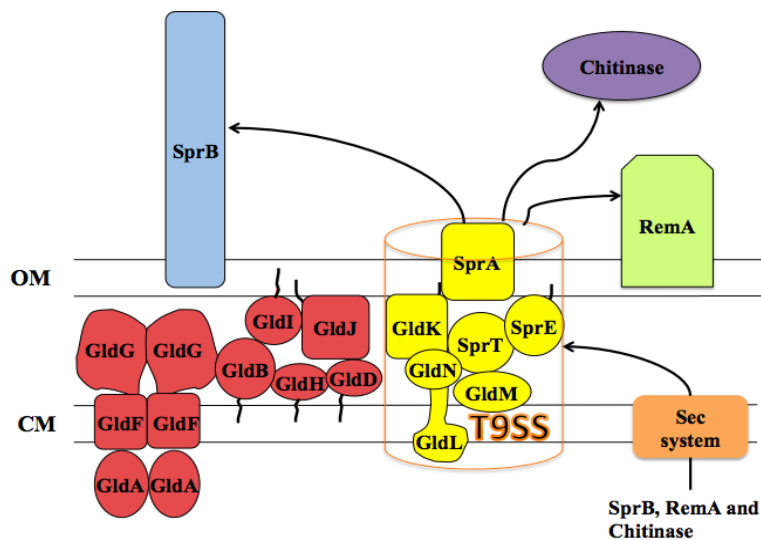 Chitinase
SprB
RemA
SprA
OM
GldI
GldJ
GldK
SprE
GldG
GldG
SprT
GldB
GldH
GldD
GldN
GldM
CM
GldF
GldF
T9SS
Sec
system
GldL
GldA
GldA
SprB, RemA and
Chitinase